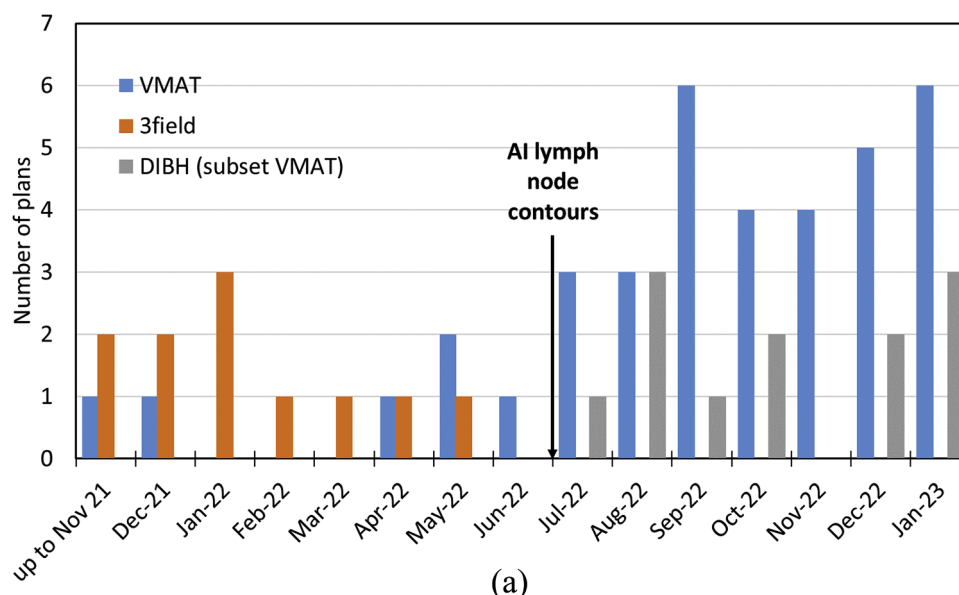 7
6
5
4
3
2
1
0
Number of plans
VMAT
3field
DIBH (subset VMAT)
AI lymph
node
contours
up to Nov 21
Dec-21
Jan-22
Feb-22
Mar-22
Apr-22
May-22
Jun-22
Jul-22
Aug-22
Sep-22
Oct-22
Nov-22
Dec-22
Jan-23
(a)